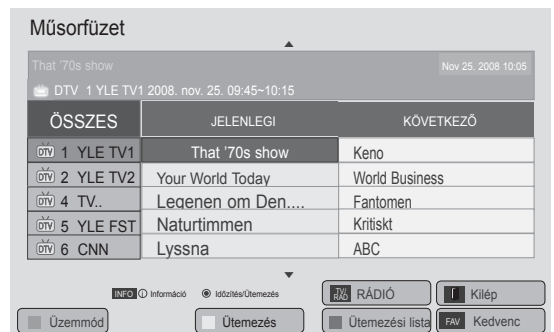 Műsorfüzet
That '70s show Nov 25. 2008 10:05
DTV 1 YLE TV1 2008. nov. 25. 09:45~10:15
ÖSSZES JELENLEGI KÖVETKEZŐ
DTV 1 YLE TV1 That '70s show Keno
DTV 2 YLE TV2 Your World Today World Business
DTV 4 TV.. Legenen om Den.... Fantomen
DTV 5 YLE FST Naturtimmen Kritiskt
DTV 6 CNN Lyssna ABC
INFO i Információ Időzítés/Ütemezés TV/RAD RÁDIÓ Kilép
Üzemmód Ütemezés Ütemezési lista FAV Kedvenc